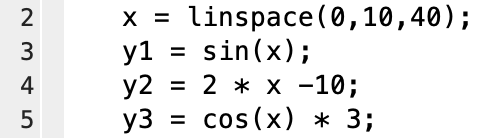 2 x = linspace(0,10,40);
3 y1 = sin(x);
4 y2 = 2 * x -10;
5 y3 = cos(x) * 3;